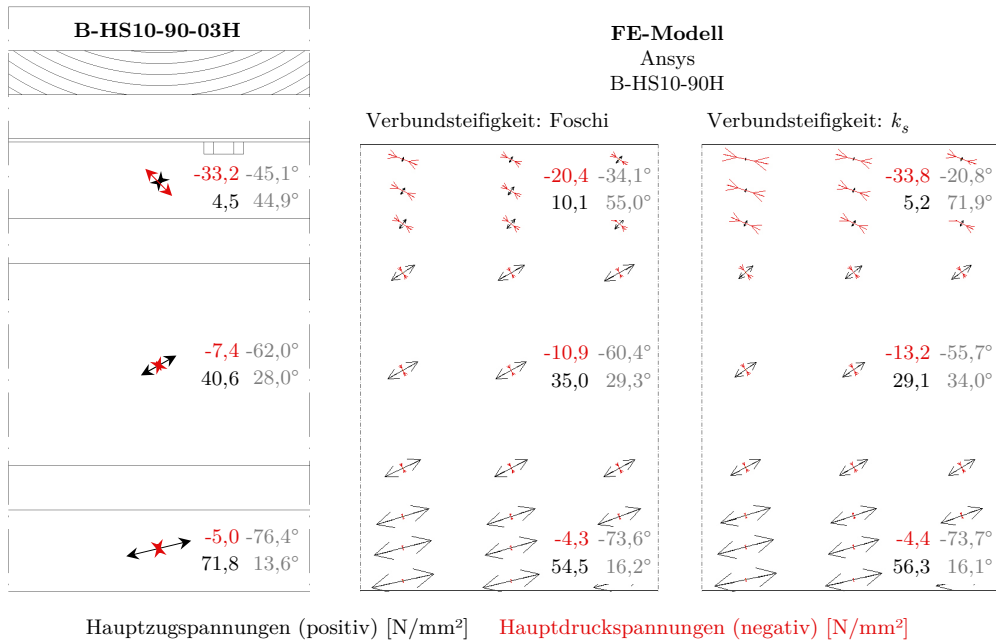 B-HS10-90-03H
FE-Modell
Ansys
B-HS10-90H
Verbundsteifigkeit: Foschi
Verbundsteifigkeit: kₛ
-33,2 -45,1°
4,5 44,9°
-20,4 -34,1°
10,1 55,0°
-33,8 -20,8°
5,2 71,9°
-7,4 -62,0°
40,6 28,0°
-10,9 -60,4°
35,0 29,3°
-13,2 -55,7°
29,1 34,0°
-5,0 -76,4°
71,8 13,6°
-4,3 -73,6°
54,5 16,2°
-4,4 -73,7°
56,3 16,1°
Hauptzugspannungen (positiv) [N/mm²] Hauptdruckspannungen (negativ) [N/mm²]